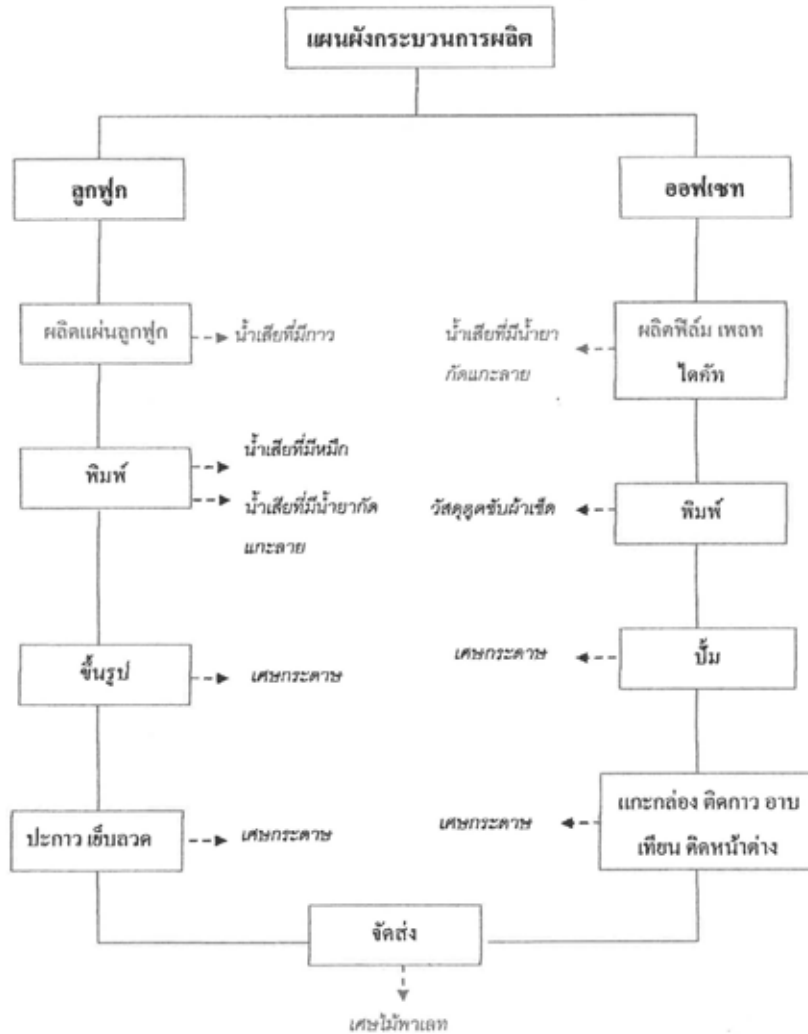 แผนผังกระบวนการผลิต
ลูกฟูก
ออฟเซท
ผลิตแผ่นลูกฟูก
น้ำเสียที่มีกาว
น้ำเสียที่มีน้ำยา
กัดแกะลาย
ผลิตฟิล์ม เพลท
ไดคัท
พิมพ์
น้ำเสียที่มีหมึก
น้ำเสียที่มีน้ำยากัด
แกะลาย
วัสดุดูดซับผ้าเช็ด
พิมพ์
ขึ้นรูป
เศษกระดาษ
เศษกระดาษ
ปั๊ม
ปะกาว เย็บลวด
เศษกระดาษ
เศษกระดาษ
แกะกล่อง ติดกาว อาบ
เทียน ติดหน้าต่าง
จัดส่ง
เศษไม้พาเลท